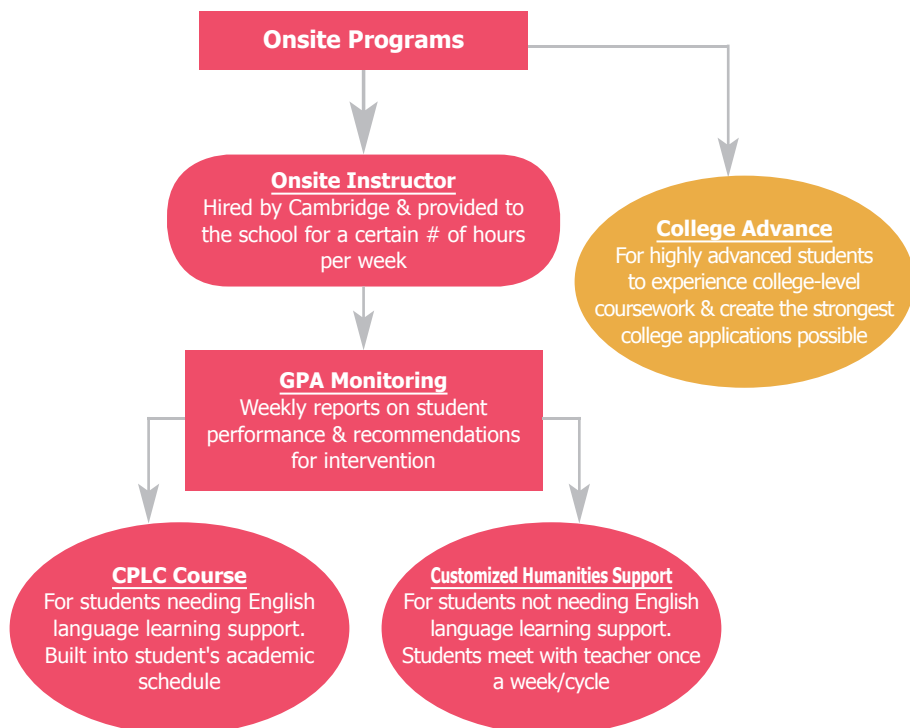 Onsite Programs
Onsite Instructor
Hired by Cambridge & provided to
the school for a certain # of hours
per week
College Advance
For highly advanced students
to experience college-level
coursework & create the strongest
college applications possible
GPA Monitoring
Weekly reports on student
performance & recommendations
for intervention
CPLC Course
For students needing English
language learning support.
Built into student's academic
schedule
Customized Humanities Support
For students not needing English
language learning support.
Students meet with teacher once
a week/cycle